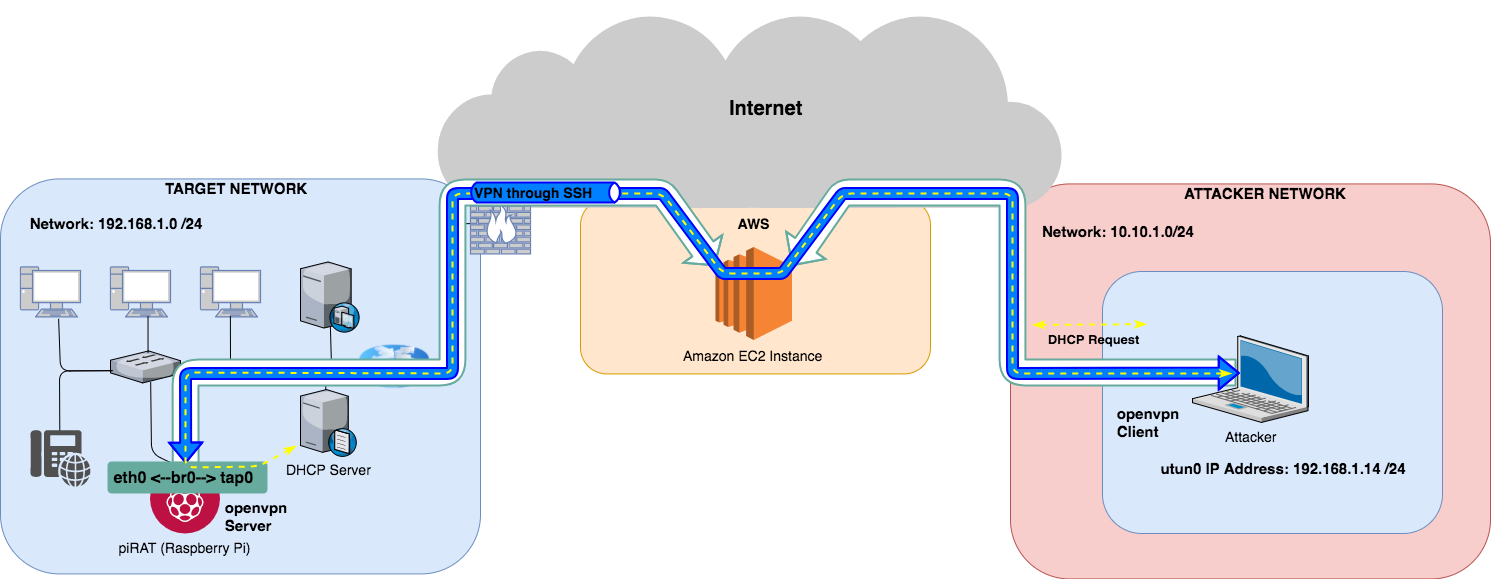 Internet
TARGET NETWORK
Network: 192.168.1.0 /24
VPN through SSH
AWS
Amazon EC2 Instance
ATTACKER NETWORK
Network: 10.10.1.0/24
DHCP Request
openvpn
Client
Attacker
utun0 IP Address: 192.168.1.14 /24
DHCP Server
eth0 <--br0--> tap0
openvpn
Server
piRAT (Raspberry Pi)